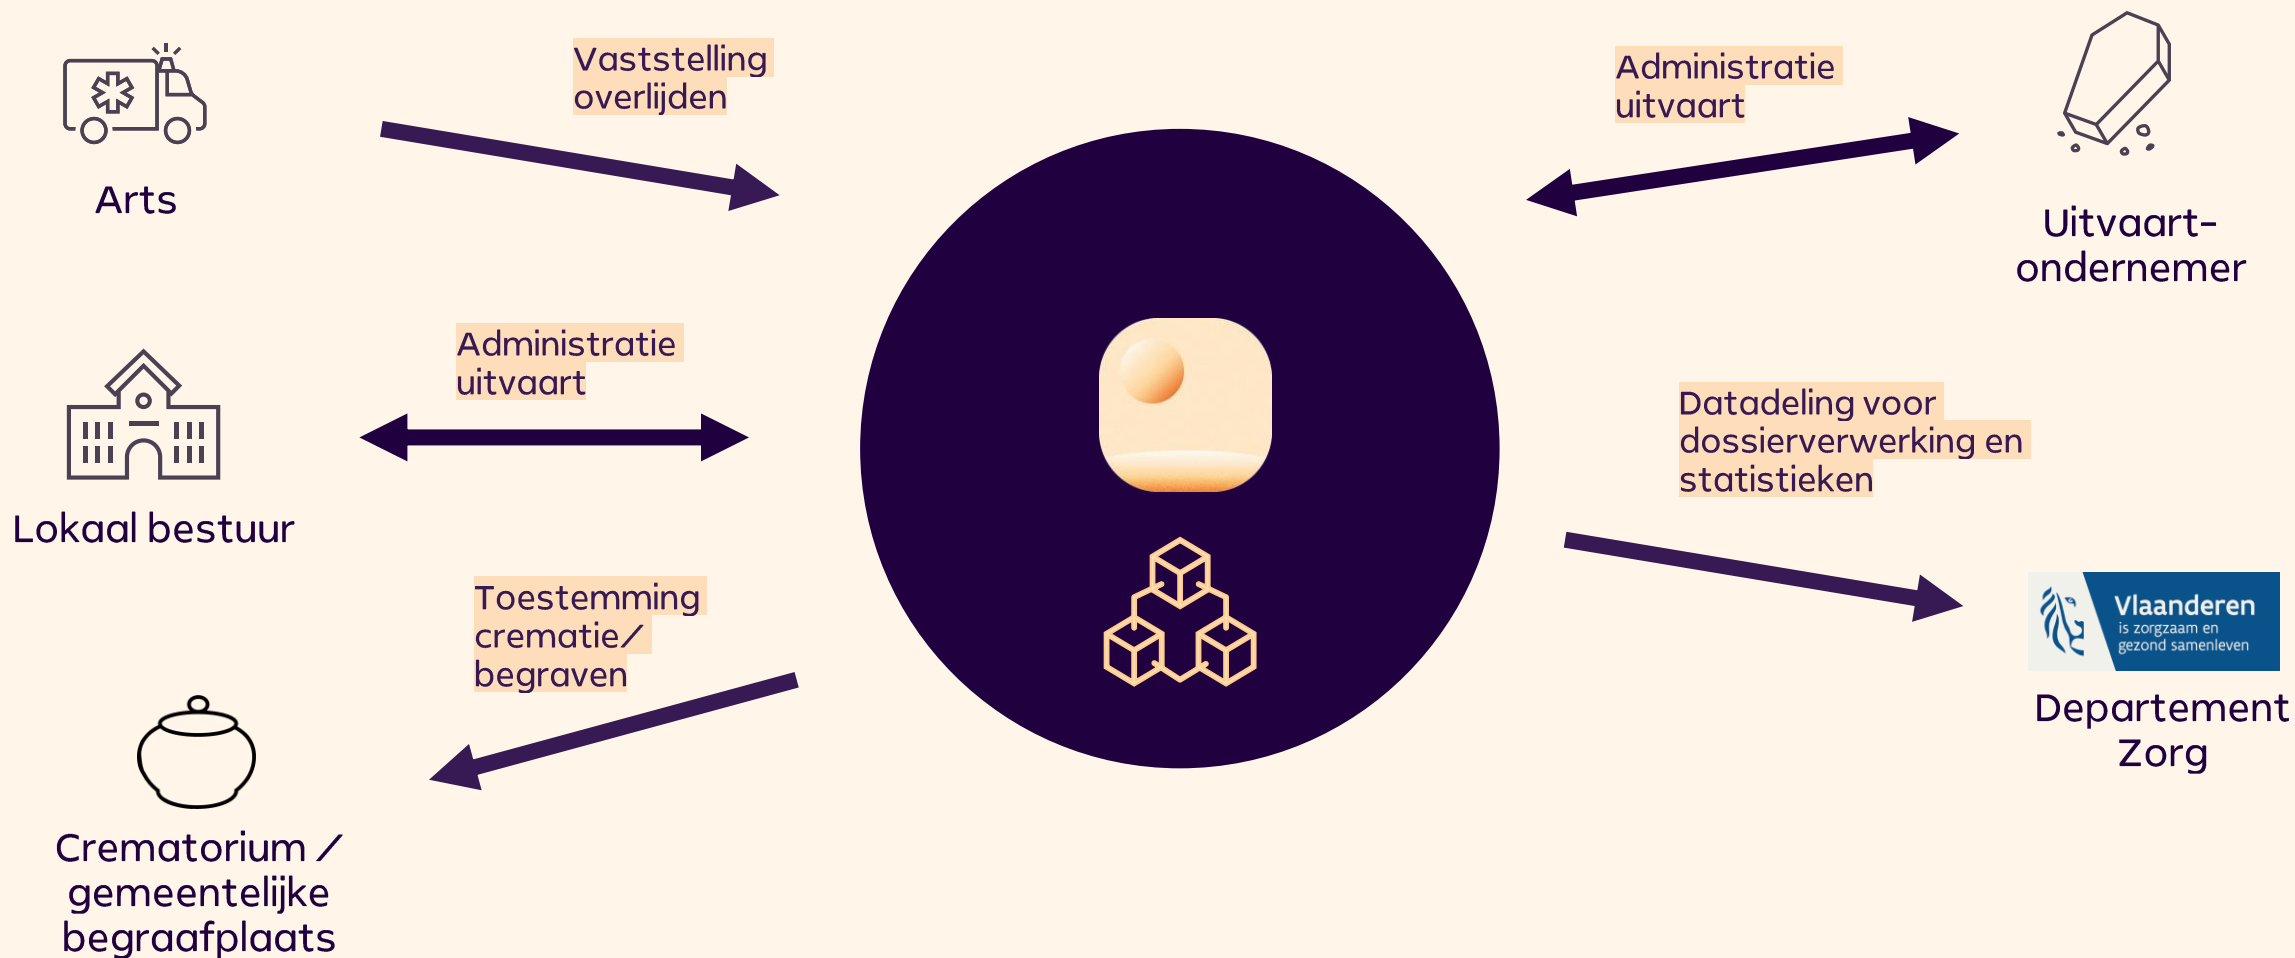 Vaststelling
overlijden
Arts
Administratie
uitvaart
Uitvaart-
ondernemer
Administratie
uitvaart
Lokaal bestuur
Datadeling voor
dossierverwerking en
statistieken
Vlaanderen
is zorgzaam en
gezond samenleven
Departement
Zorg
Toestemming
crematie/
begraven
Crematorium /
gemeentelijke
begraafplaats